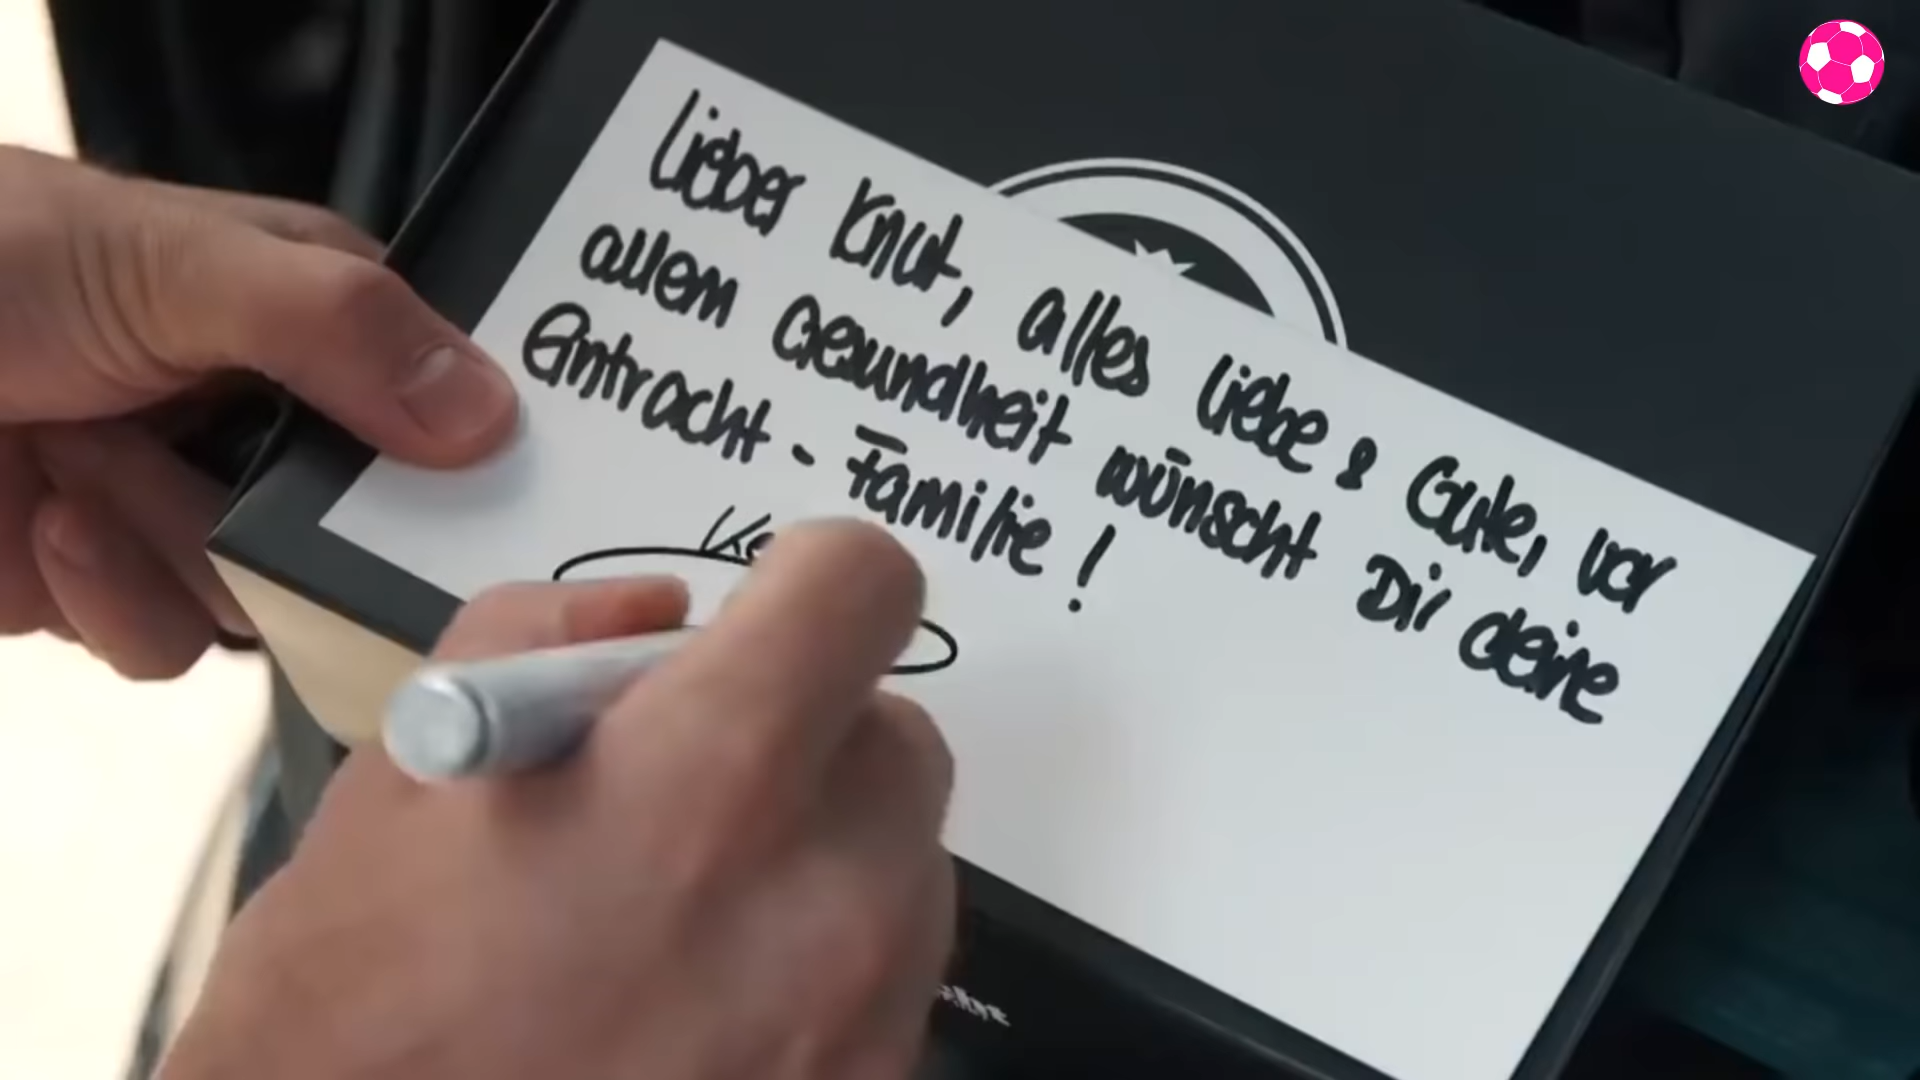 Lieber Knut, alles Liebe & Gute, vor
allem Gesundheit wünscht Dir deine
Eintracht - Familie!